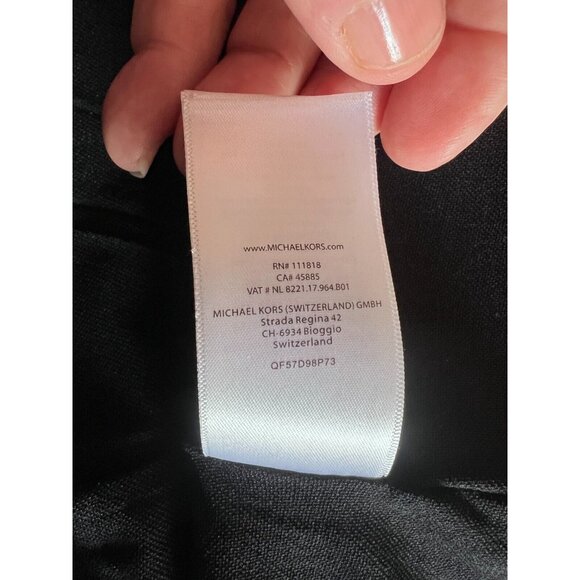 www.MICHAELKORS.com
RN# 111818
CA# 45885
VAT # NL 8221.17.964.B01
MICHAEL KORS (SWITZERLAND) GMBH
Strada Regina 42
CH-6934 Bioggio
Switzerland
QF57D98P73